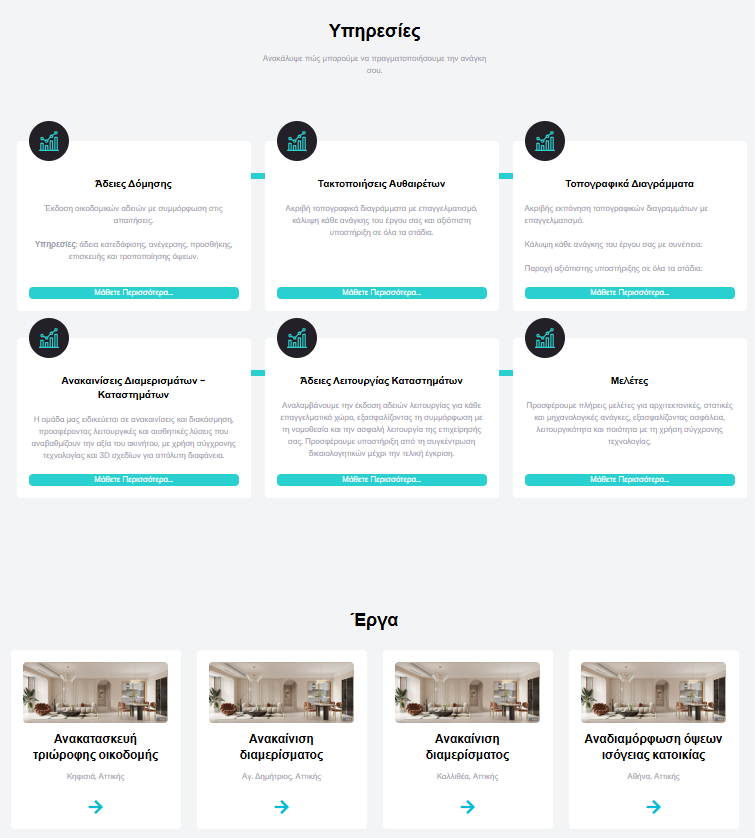 Υπηρεσίες
Ανακάλυψε πώς μπορούμε να πραγματοποιήσουμε την ανάγκη
σου.
Άδειες Δόμησης
Έκδοση οικοδομικών αδειών με συμμόρφωση στις
απαιτήσεις.
Υπηρεσίες: άδεια κατεδάφισης, ανέγερσης, προσθήκης,
επισκευής και τροποποίησης όψεων.
Μάθετε Περισσότερα...
Τακτοποιήσεις Αυθαιρέτων
Ακριβή τοπογραφικά διαγράμματα με επαγγελματισμό,
κάλυψη κάθε ανάγκης του έργου σας και αξιόπιστη
υποστήριξη σε όλα τα στάδια.
Μάθετε Περισσότερα...
Τοπογραφικά Διαγράμματα
Ακριβής εκπόνηση τοπογραφικών διαγραμμάτων με
επαγγελματισμό.
Κάλυψη κάθε ανάγκης του έργου σας με συνέπεια.
Παροχή αξιόπιστης υποστήριξης σε όλα τα στάδια.
Μάθετε Περισσότερα...
Ανακαινίσεις Διαμερισμάτων –
Καταστημάτων
Η ομάδα μας ειδικεύεται σε ανακαινίσεις και διακόσμηση,
προσφέροντας λειτουργικές και αισθητικές λύσεις που
αναβαθμίζουν την αξία του ακινήτου, με χρήση σύγχρονης
τεχνολογίας και 3D σχεδίων για απόλυτη διαφάνεια.
Μάθετε Περισσότερα...
Άδειες Λειτουργίας Καταστημάτων
Αναλαμβάνουμε την έκδοση αδειών λειτουργίας για κάθε
επαγγελματικό χώρο, εξασφαλίζοντας τη συμμόρφωση με
τη νομοθεσία και την ασφαλή λειτουργία της επιχείρησής
σας. Προσφέρουμε υποστήριξη από τη συγκέντρωση
δικαιολογητικών μέχρι την τελική έγκριση.
Μάθετε Περισσότερα...
Μελέτες
Προσφέρουμε πλήρεις μελέτες για αρχιτεκτονικές, στατικές
και μηχανολογικές ανάγκες, εξασφαλίζοντας ασφάλεια,
λειτουργικότητα και ποιότητα με τη χρήση σύγχρονης
τεχνολογίας.
Μάθετε Περισσότερα...
Έργα
Ανακατασκευή
τριώροφης οικοδομής
Κηφισιά, Αττικής
Ανακαίνιση
διαμερίσματος
Αγ. Δημήτριος, Αττικής
Ανακαίνιση
διαμερίσματος
Καλλιθέα, Αττικής
Αναδιαμόρφωση όψεων
ισόγειας κατοικίας
Αθήνα, Αττικής